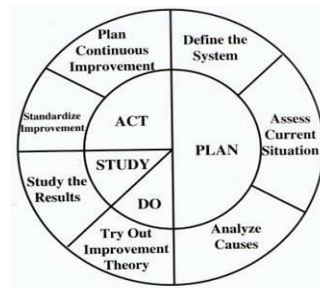 Plan
Continuous
Improvement
Define the
System
Standardize
Improvement
ACT
PLAN
Assess
Current
Situation
STUDY
Study the
Results
DO
Try Out
Improvement
Theory
Analyze
Causes